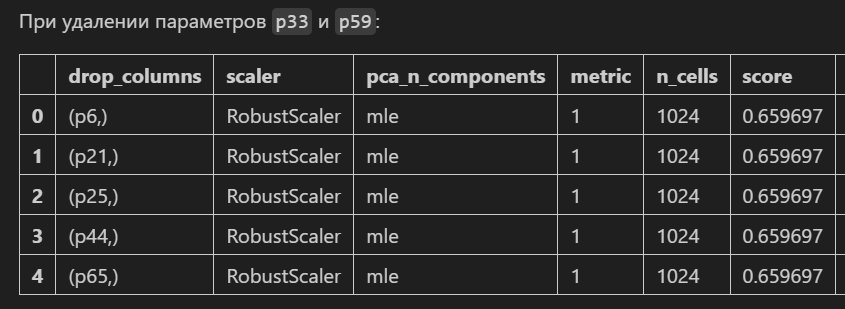 При удалении параметров p33 и p59:
drop_columns scaler pca_n_components metric n_cells score
0 (p6,) RobustScaler mle 1 1024 0.659697
1 (p21,) RobustScaler mle 1 1024 0.659697
2 (p25,) RobustScaler mle 1 1024 0.659697
3 (p44,) RobustScaler mle 1 1024 0.659697
4 (p65,) RobustScaler mle 1 1024 0.659697